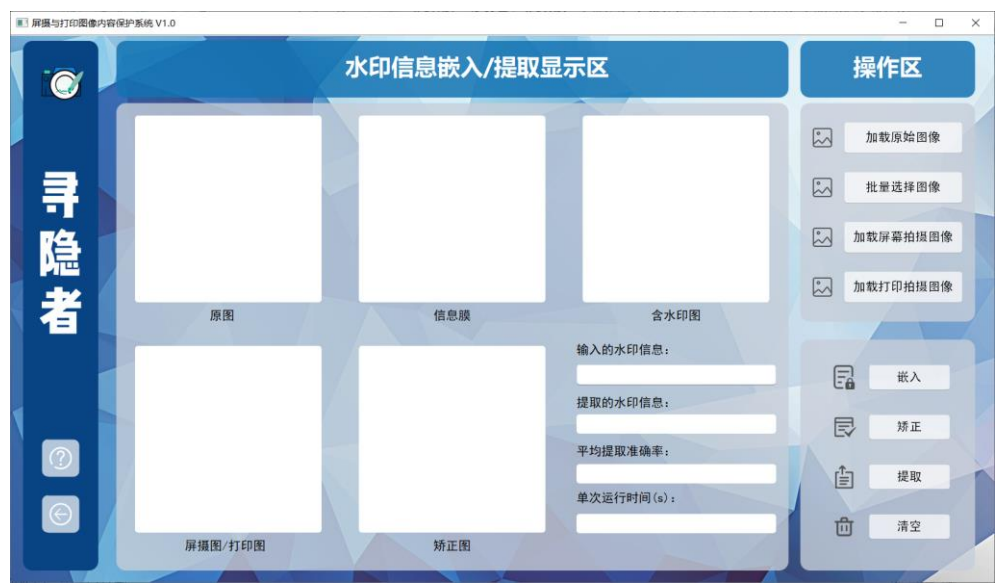 屏摄与打印图像内容保护系统 V1.0
寻隐者
水印信息嵌入/提取显示区
操作区
原图
信息膜
含水印图
屏摄图/打印图
矫正图
输入的水印信息：
提取的水印信息：
平均提取准确率：
单次运行时间(s)：
加载原始图像
批量选择图像
加载屏幕拍摄图像
加载打印拍摄图像
嵌入
矫正
提取
清空